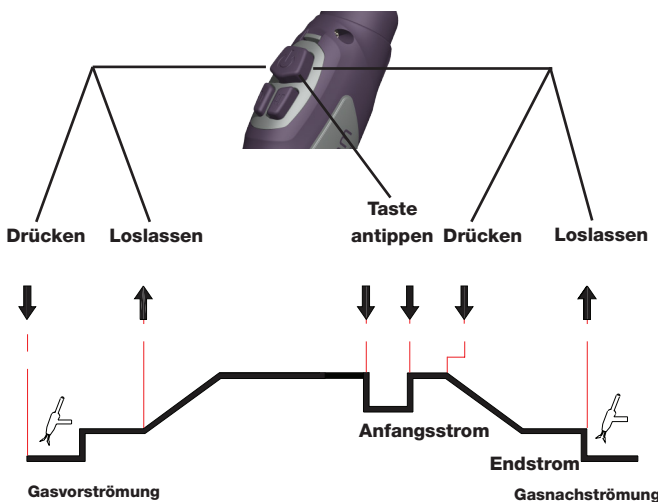 Drücken
Loslassen
Taste
antippen
Drücken
Loslassen
Anfangsstrom
Endstrom
Gasvorströmung
Gasnachströmung